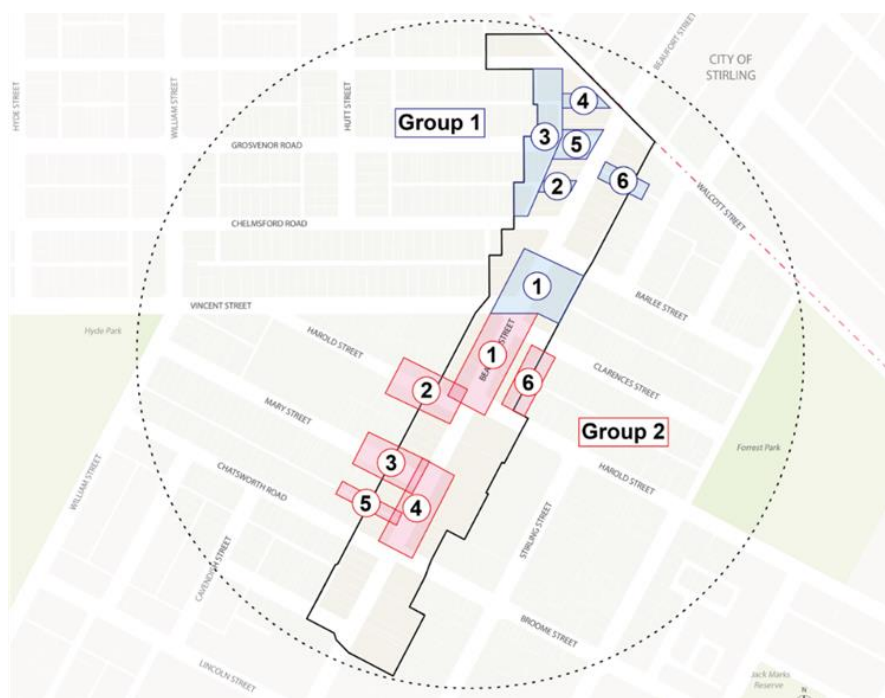 HYDE STREET
WILLIAM STREET
HUTT STREET
BEAUFORT STREET
CITY OF
STIRLING
Group 1
4
3
5
2
6
GROSVENOR ROAD
WALCOTT STREET
CHELMSFORD ROAD
1
VINCENT STREET
BARLEE STREET
Hyde Park
HAROLD STREET
1
STREET
CLARENCES STREET
2
6
MARY STREET
Group 2
Forrest Park
3
CHATSWORTH ROAD
HAROLD STREET
WILLIAM STREET
5
4
STIRLING STREET
CAVENDISH STREET
BROOME STREET
LINCOLN STREET
Jack Marks
Reserve
N